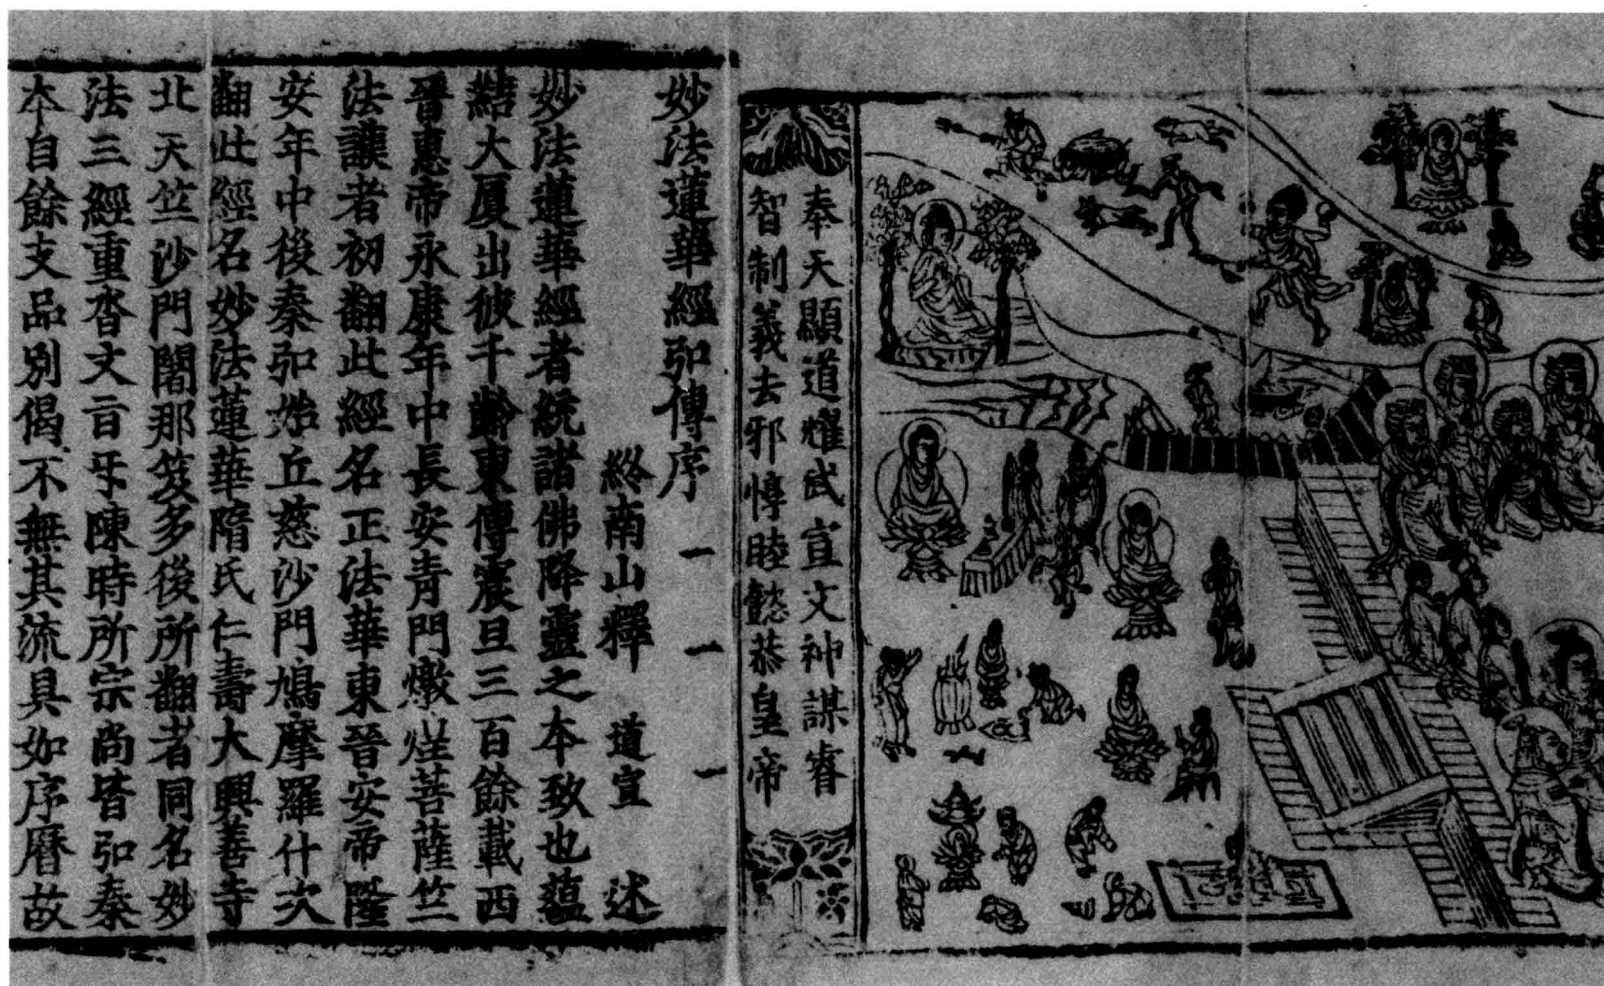 奉天顯道耀武宣文神謀睿
智制義去邪惇睦懿恭皇帝
妙法蓮華經弘傳序
終南山釋 道宣 述
妙法蓮華經者統諸佛降靈之本致也蘊
結大厦出彼千齡東傳震旦三百餘載西
晉惠帝永康年中長安青門燉煌菩薩竺
法護者初翻此經名正法華東晉安帝隆
安年中後秦弘始丘慈沙門鳩摩羅什次
翻此經名妙法蓮華隋氏仁壽大興善寺
北天竺沙門闍那笈多後所翻者同名妙
法三經重沓文旨互陳時所宗尚皆弘秦
本自餘支品別偈不無其流具如序曆故